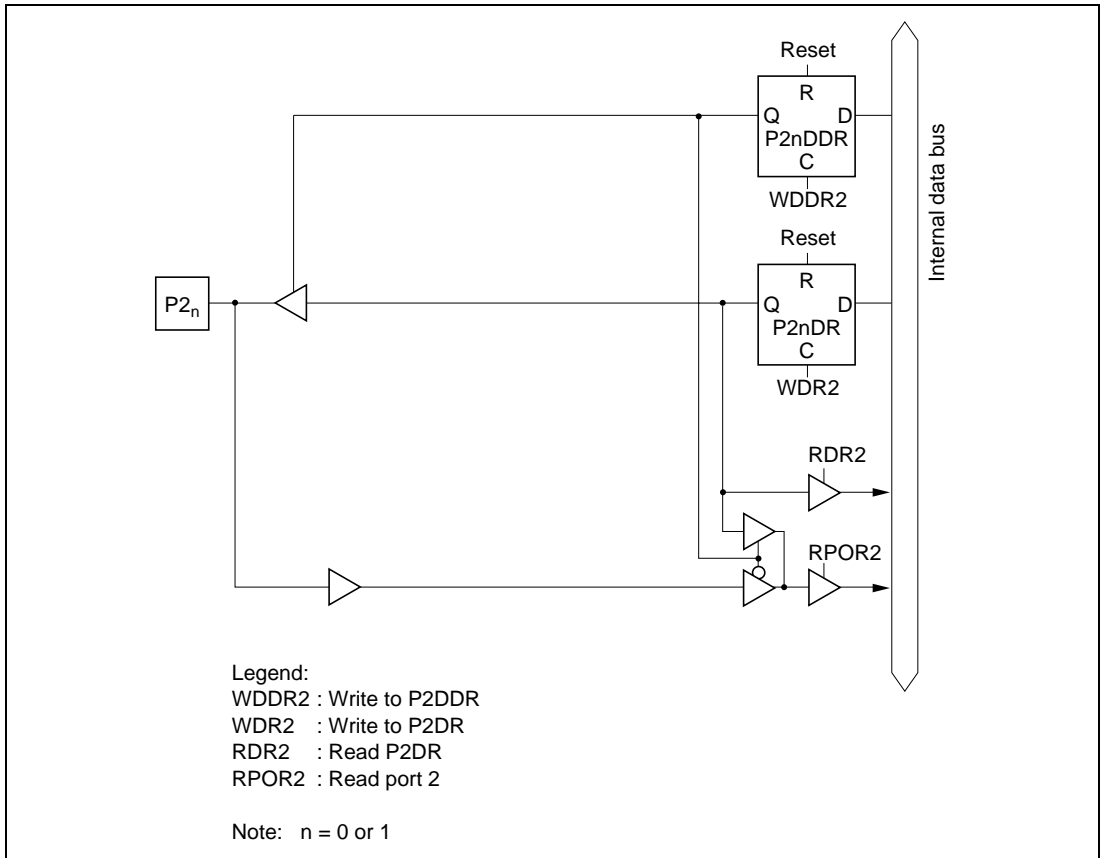 Reset
R
Q D
P2nDDR
C
WDDR2
Internal data bus
Reset
R
P2n
Q D
P2nDR
C
WDR2
RDR2
RPOR2
Legend:
WDDR2 : Write to P2DDR
WDR2 : Write to P2DR
RDR2 : Read P2DR
RPOR2 : Read port 2
Note: n = 0 or 1